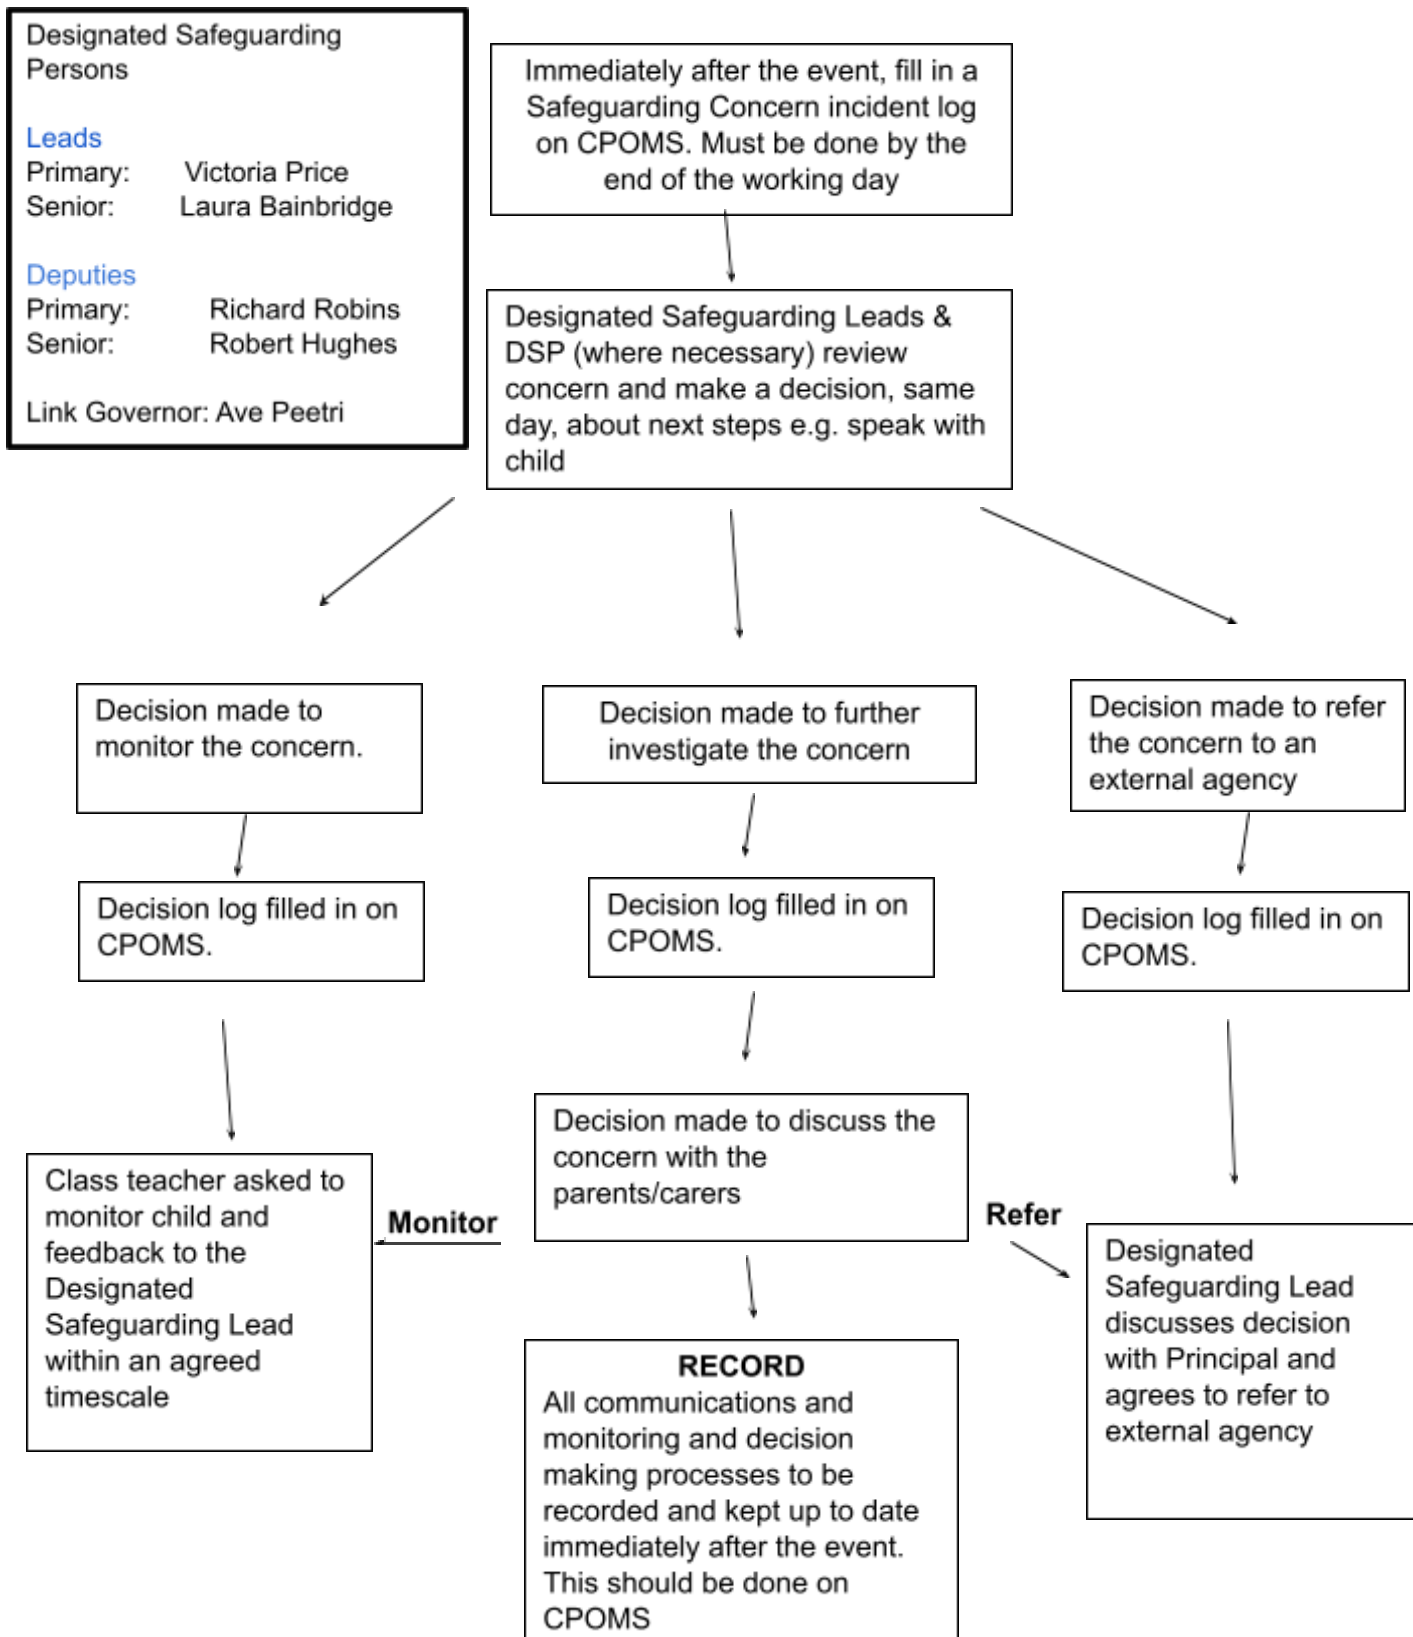 Designated Safeguarding
Persons
Leads
Primary: Victoria Price
Senior: Laura Bainbridge
Deputies
Primary: Richard Robins
Senior: Robert Hughes
Link Governor: Ave Peetri
Immediately after the event, fill in a
Safeguarding Concern incident log
on CPOMS. Must be done by the
end of the working day
Designated Safeguarding Leads &
DSP (where necessary) review
concern and make a decision, same
day, about next steps e.g. speak with
child
Decision made to
monitor the concern.
Decision made to further
investigate the concern
Decision made to refer
the concern to an
external agency
Decision log filled in on
CPOMS.
Decision log filled in on
CPOMS.
Decision log filled in on
CPOMS.
Class teacher asked to
monitor child and
feedback to the
Designated
Safeguarding Lead
within an agreed
timescale
Monitor
Decision made to discuss the
concern with the
parents/carers
Refer
Designated
Safeguarding Lead
discusses decision
with Principal and
agrees to refer to
external agency
RECORD
All communications and
monitoring and decision
making processes to be
recorded and kept up to date
immediately after the event.
This should be done on
CPOMS